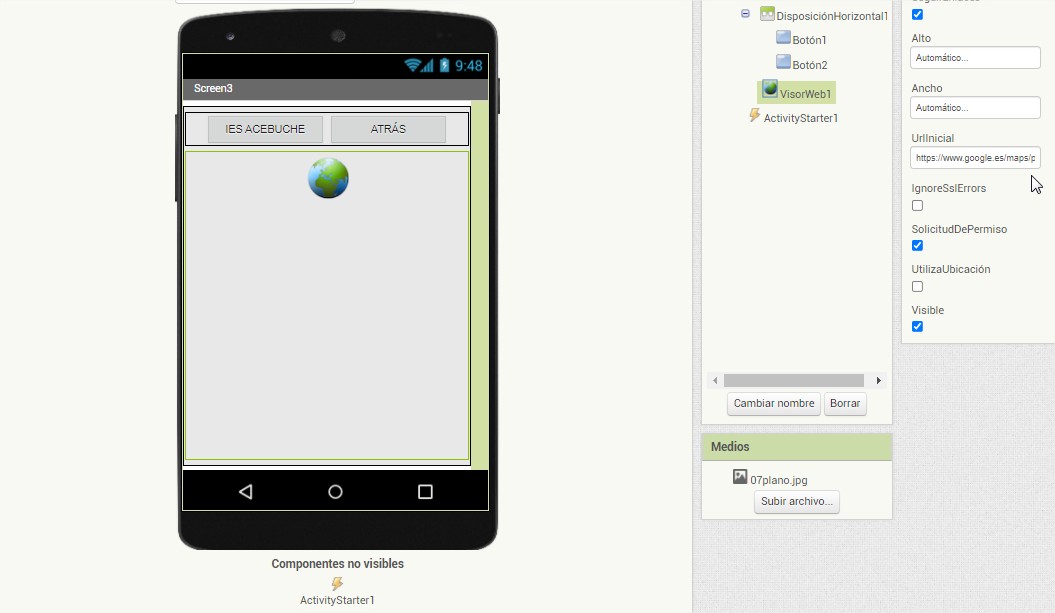 9:48
Screen3
IES ACEBUCHE
ATRÁS
Componentes no visibles
ActivityStarter1
DisposiciónHorizontal1
Botón1
Botón2
VisorWeb1
ActivityStarter1
Cambiar nombre
Borrar
Medios
07plano.jpg
Subir archivo...
Alto
Automático...
Ancho
Automático...
UrlInicial
https://www.google.es/maps/p
IgnoreSslErrors
SolicitudDePermiso
UtilizaUbicación
Visible